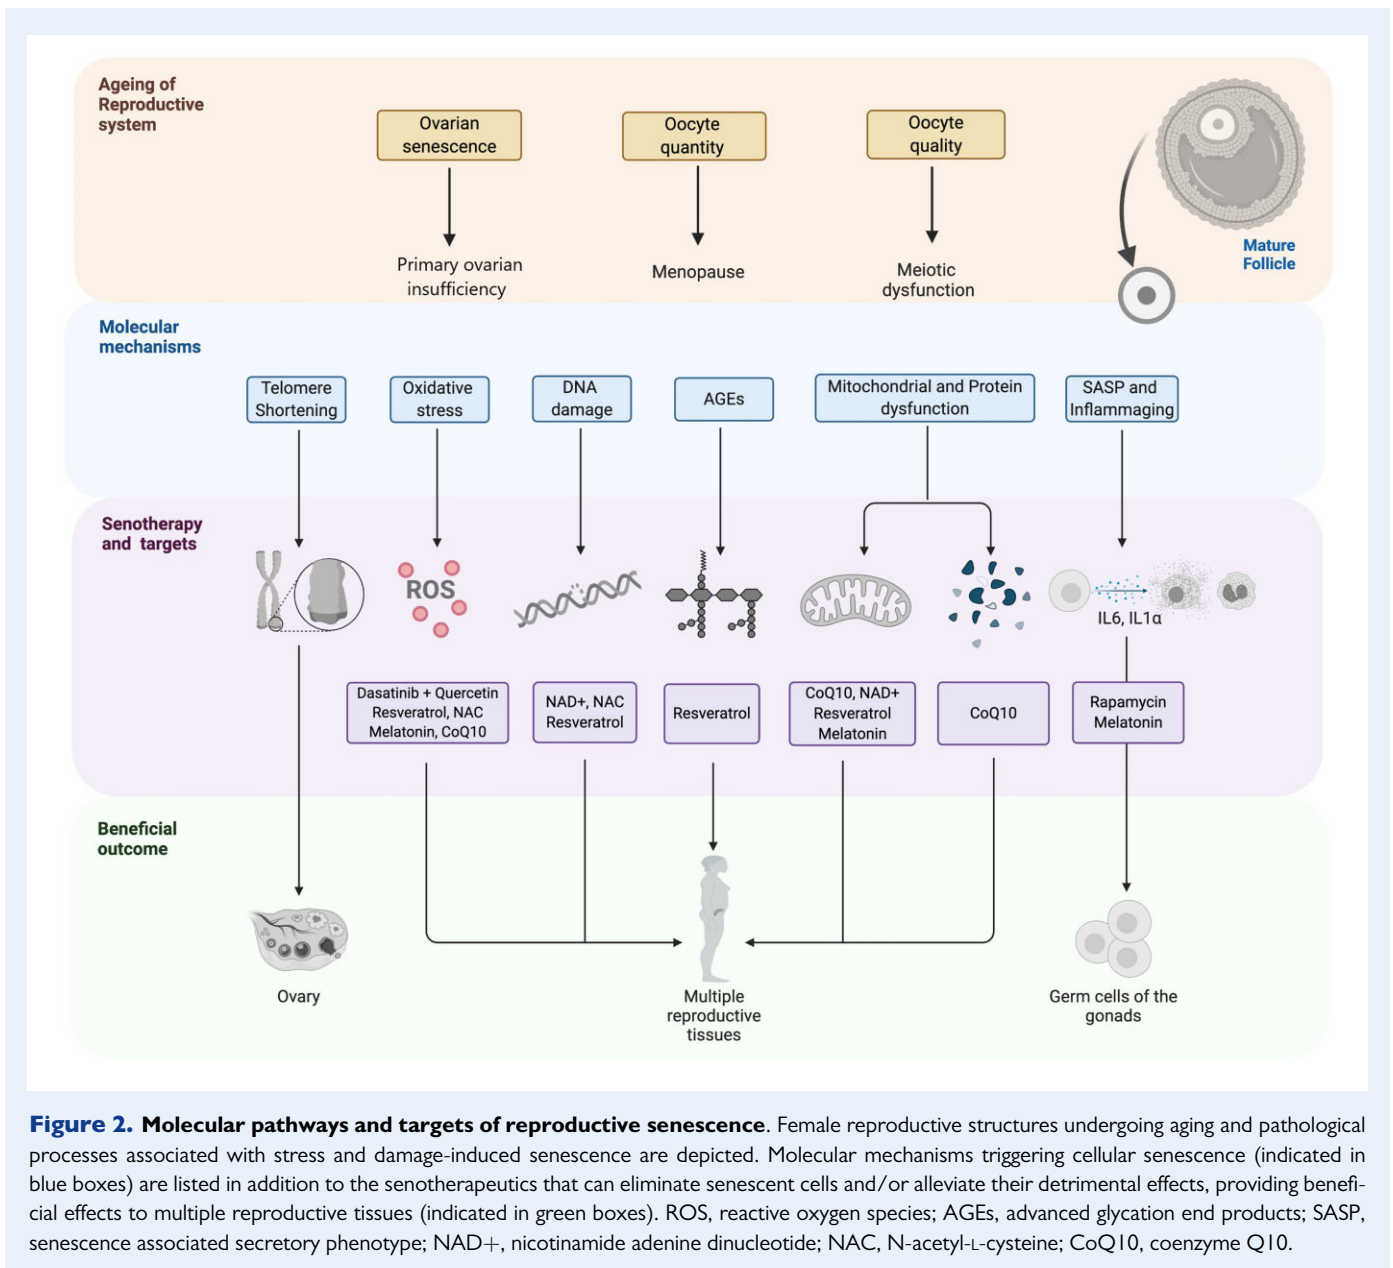 Ageing of
Reproductive
system
Ovarian
senescence
Oocyte
quantity
Oocyte
quality
Primary ovarian
insufficiency
Menopause
Meiotic
dysfunction
Mature
Follicle
Molecular
mechanisms
Telomere
Shortening
Oxidative
stress
DNA
damage
AGEs
Mitochondrial and Protein
dysfunction
SASP and
Inflammaging
Senotherapy
and targets
ROS
IL6, IL1α
Dasatinib + Quercetin
Resveratrol, NAC
Melatonin, CoQ10
NAD+, NAC
Resveratrol
Resveratrol
CoQ10, NAD+
Resveratrol
Melatonin
CoQ10
Rapamycin
Melatonin
Beneficial
outcome
Ovary
Multiple
reproductive
tissues
Germ cells of the
gonads
Figure 2. Molecular pathways and targets of reproductive senescence. Female reproductive structures undergoing aging and pathological
processes associated with stress and damage-induced senescence are depicted. Molecular mechanisms triggering cellular senescence (indicated in
blue boxes) are listed in addition to the senotherapeutics that can eliminate senescent cells and/or alleviate their detrimental effects, providing benefi-
cial effects to multiple reproductive tissues (indicated in green boxes). ROS, reactive oxygen species; AGEs, advanced glycation end products; SASP,
senescence associated secretory phenotype; NAD+, nicotinamide adenine dinucleotide; NAC, N-acetyl-L-cysteine; CoQ10, coenzyme Q10.